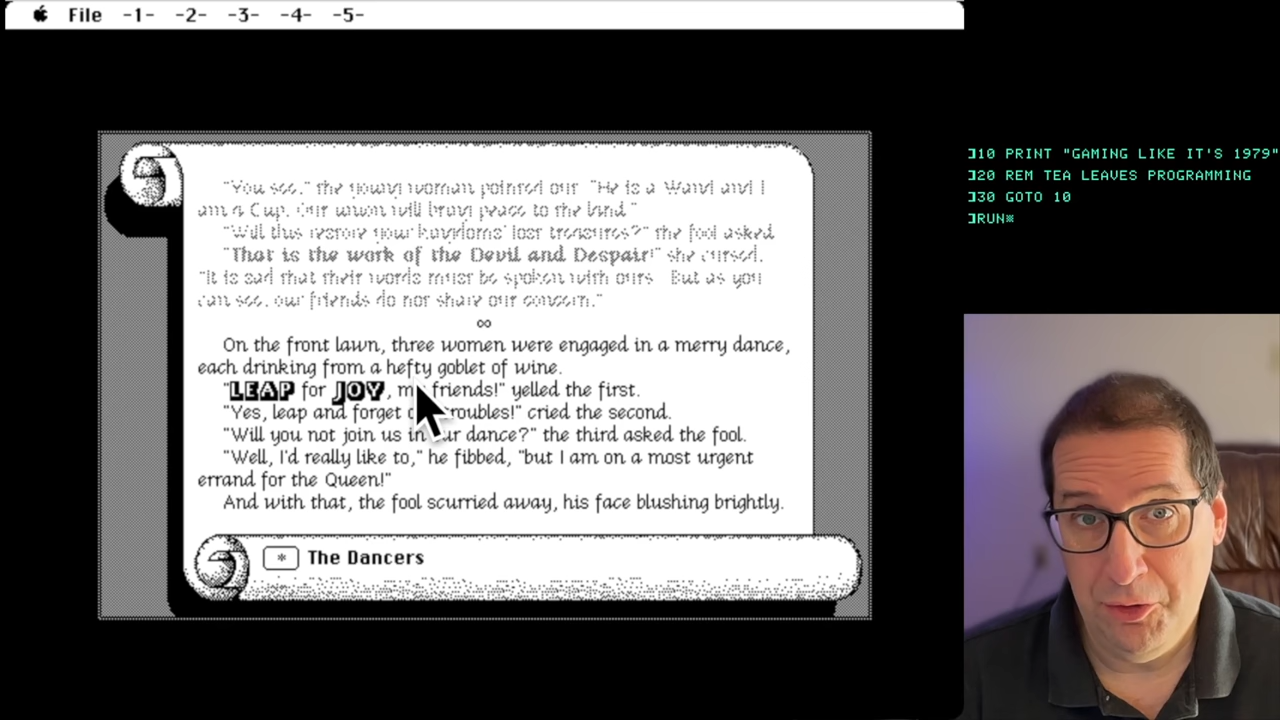 File -1- -2- -3- -4- -5-
"You see," the young woman pointed out "He is a Wand and I
am a Cup. Our union will bring peace to the land."
"Will this restore your kingdoms' lost treasures?" the fool asked.
"That is the work of the Devil and Despair!" she cursed.
"It is sad that their words must be spoken with ours. But as you
can see, our friends do not share our concern."
∞
On the front lawn, three women were engaged in a merry dance,
each drinking from a hefty goblet of wine.
"LEAP for JOY, m friends!" yelled the first.
"Yes, leap and forget o troubles!" cried the second.
"Will you not join us in ur dance?" the third asked the fool.
"Well, I'd really like to," he fibbed, "but I am on a most urgent
errand for the Queen!"
And with that, the fool scurried away, his face blushing brightly.
* The Dancers
]10 PRINT "GAMING LIKE IT'S 1979"
]20 REM TEA LEAVES PROGRAMMING
]30 GOTO 10
]RUN